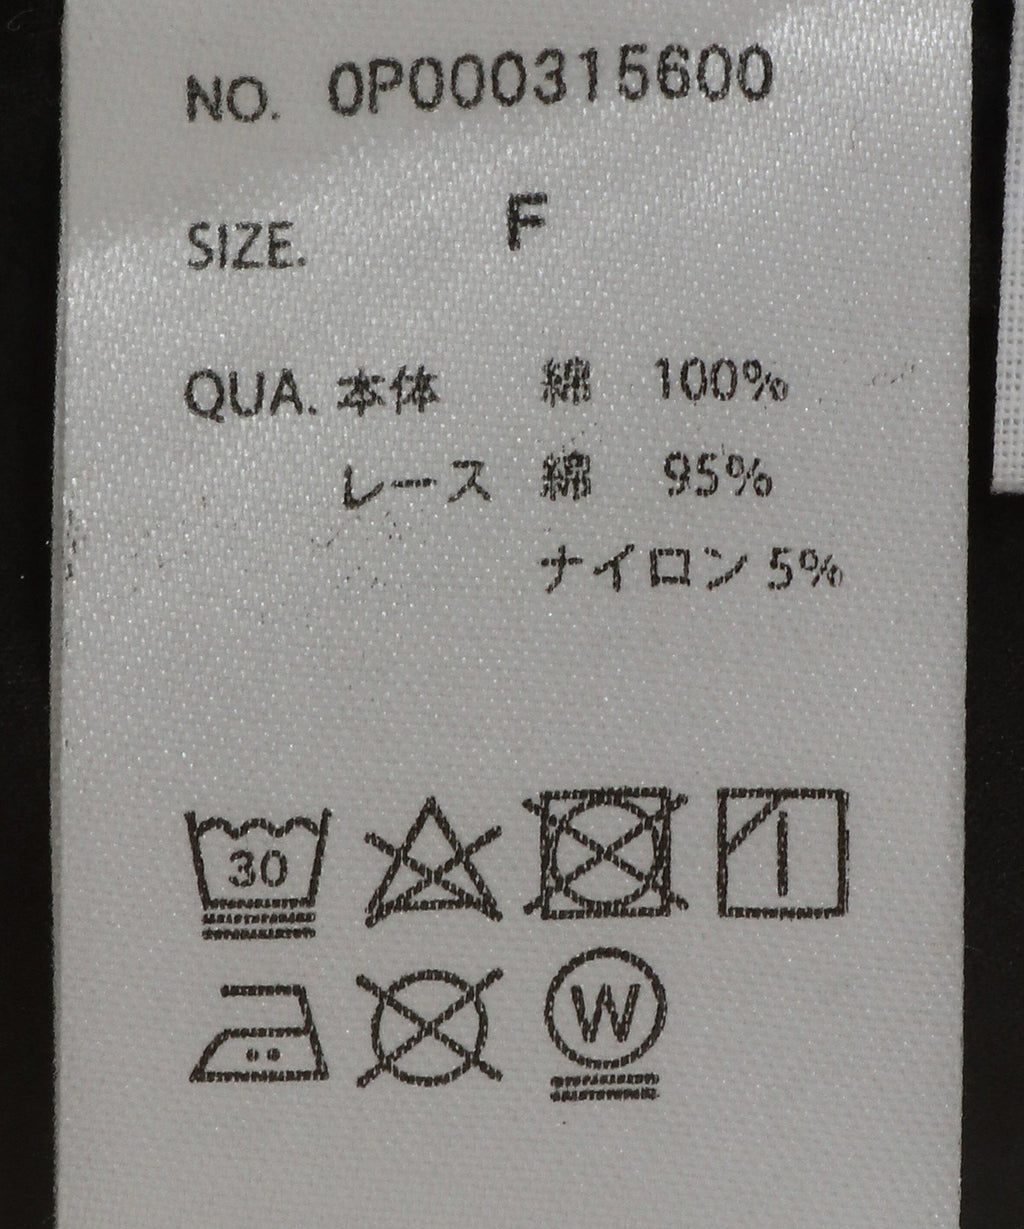 NO. 0P000315600
SIZE. F
QUA. 本体 綿 100%
レース 綿 95%
ナイロン 5%
30
W